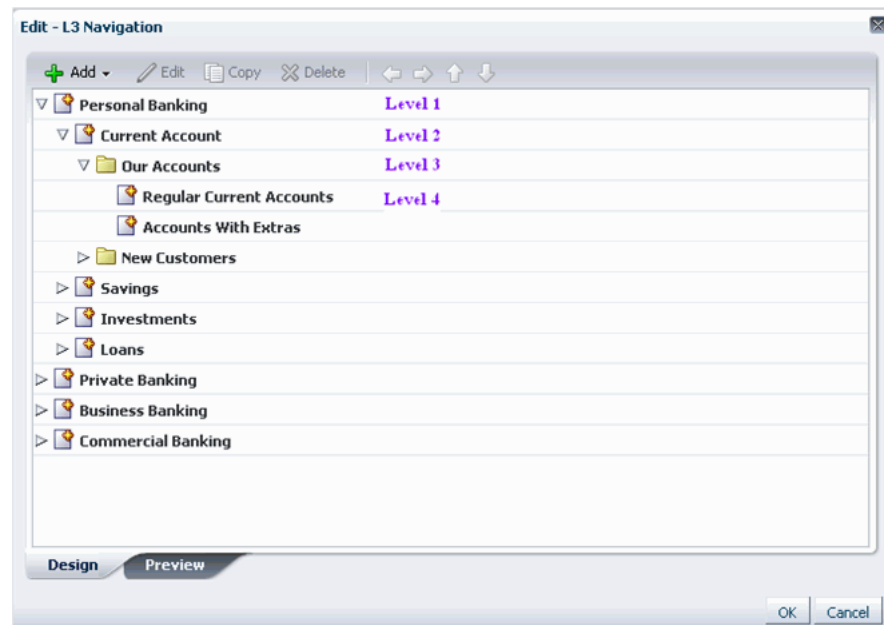 Edit - L3 Navigation
Add Edit Copy Delete
Personal Banking Level 1
Current Account Level 2
Our Accounts Level 3
Regular Current Accounts Level 4
Accounts With Extras
New Customers
Savings
Investments
Loans
Private Banking
Business Banking
Commercial Banking
Design Preview
OK Cancel